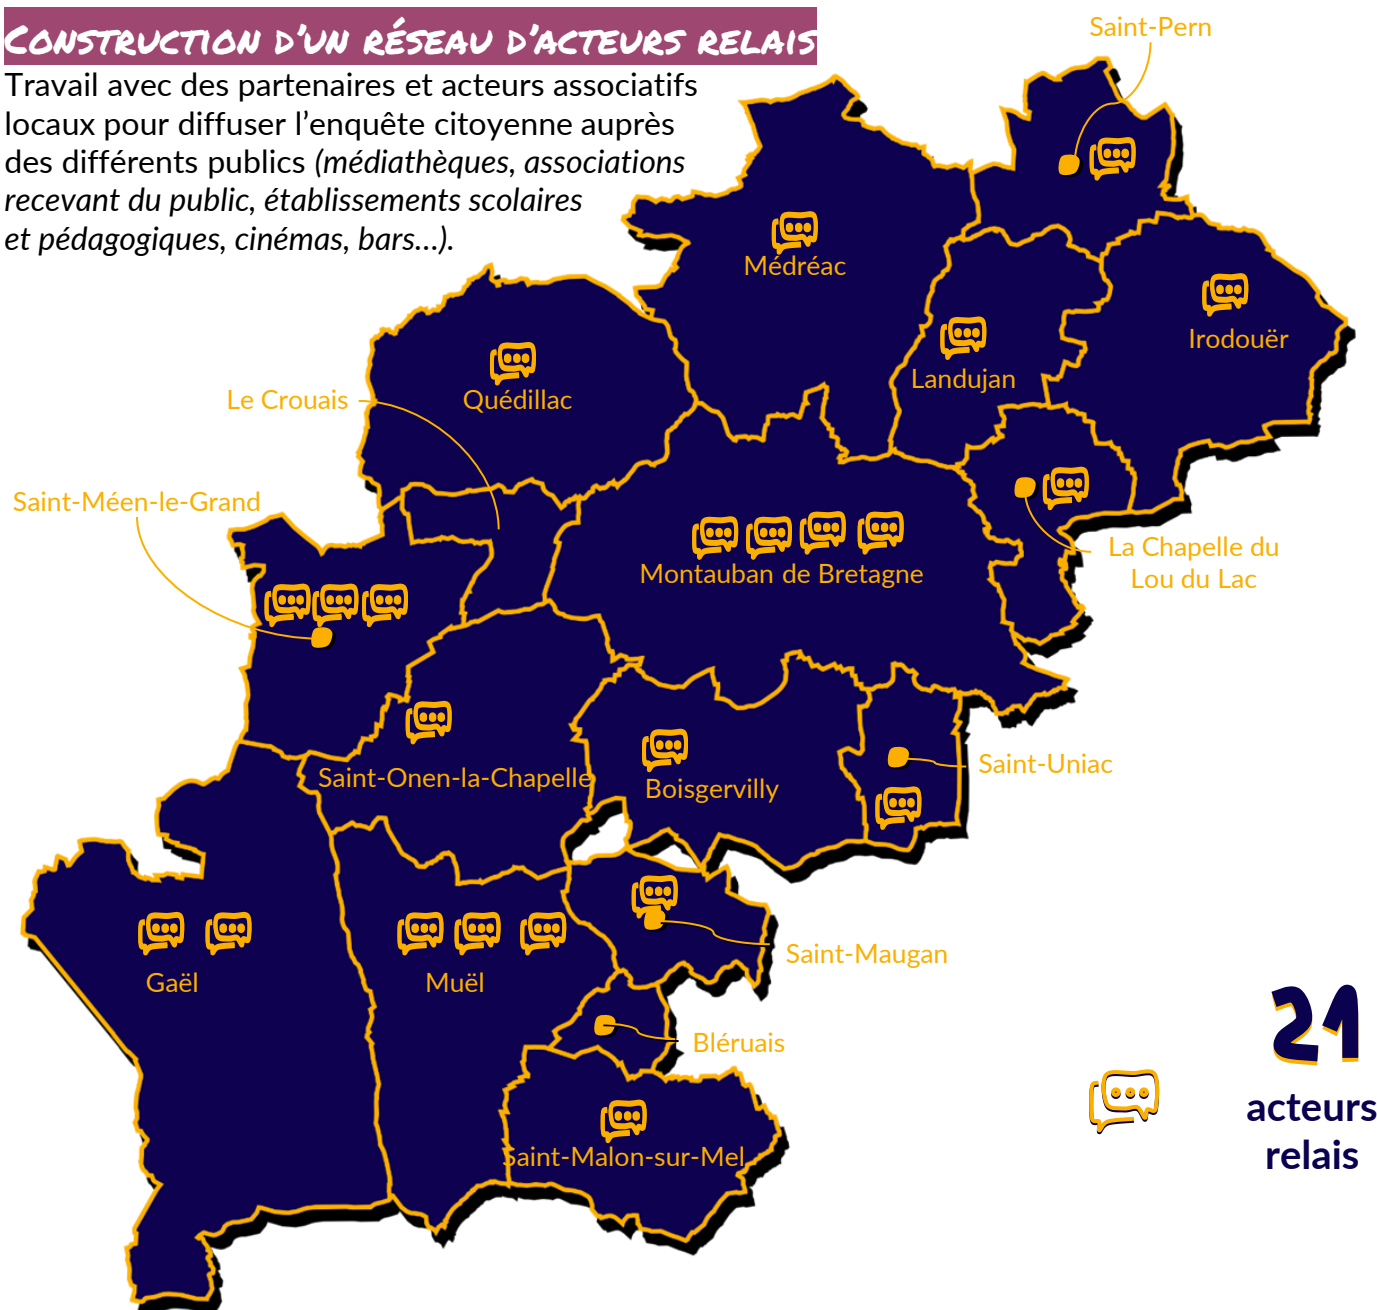 CONSTRUCTION D'UN RÉSEAU D'ACTEURS RELAIS
Travail avec des partenaires et acteurs associatifs
locaux pour diffuser l'enquête citoyenne auprès
des différents publics (médiathèques, associations
recevant du public, établissements scolaires
et pédagogiques, cinémas, bars...).
Saint-Pern
Médréac
Irodouër
Landujan
Le Crouais
Quédillac
Saint-Méen-le-Grand
La Chapelle du
Lou du Lac
Montauban de Bretagne
Saint-Uniac
Saint-Onen-la-Chapelle
Boisgervilly
Saint-Maugan
Gaël
Muël
Bléruais
Saint-Malon-sur-Mel
21
acteurs
relais